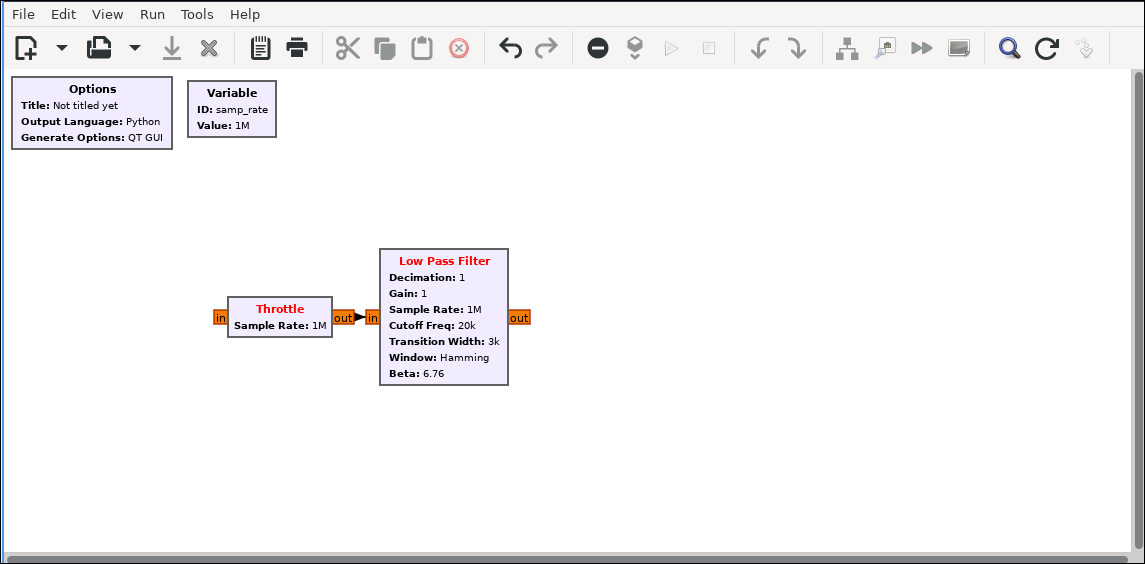 File Edit View Run Tools Help
Options
Title: Not titled yet
Output Language: Python
Generate Options: QT GUI
Variable
ID: samp_rate
Value: 1M
in
Throttle
Sample Rate: 1M
out
in
Low Pass Filter
Decimation: 1
Gain: 1
Sample Rate: 1M
Cutoff Freq: 20k
Transition Width: 3k
Window: Hamming
Beta: 6.76
out